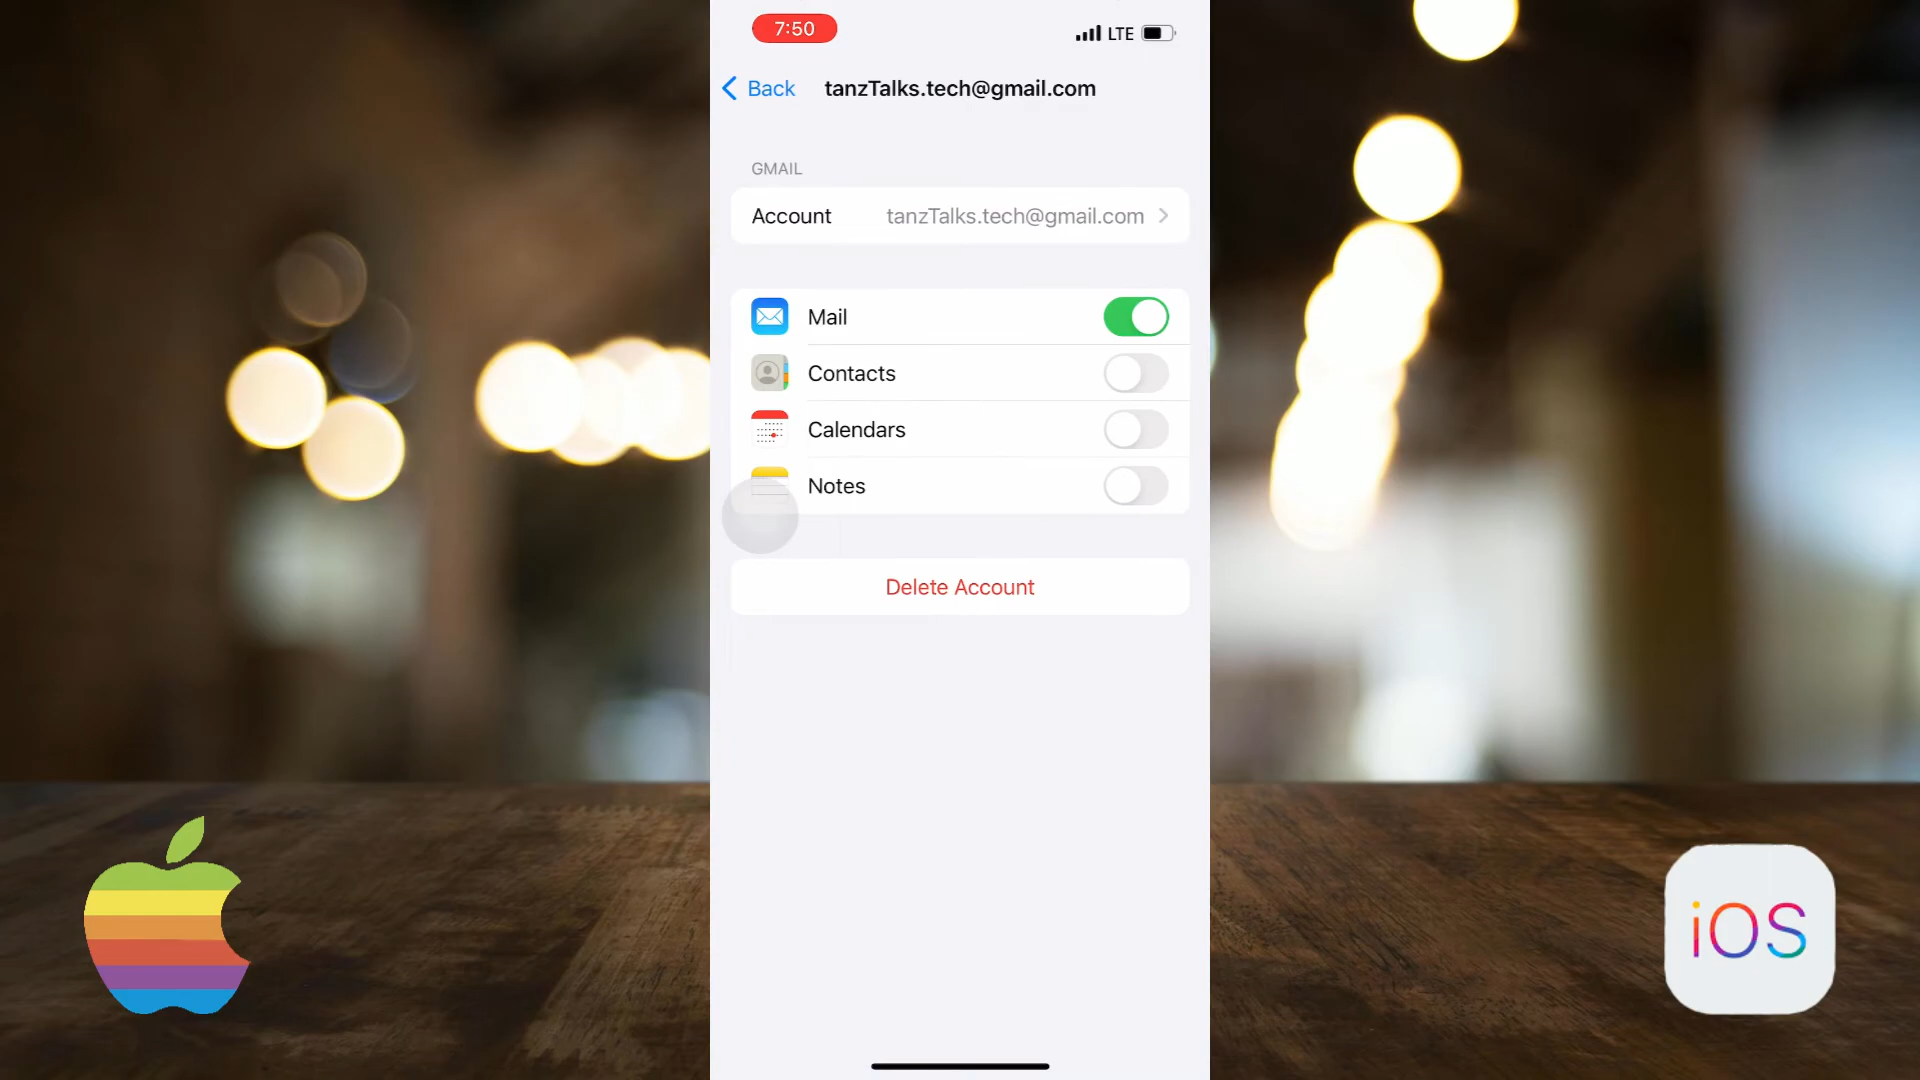 7:50
LTE
Back
tanzTalks.tech@gmail.com
GMAIL
Account tanzTalks.tech@gmail.com
Mail
Contacts
Calendars
Notes
Delete Account
iOS